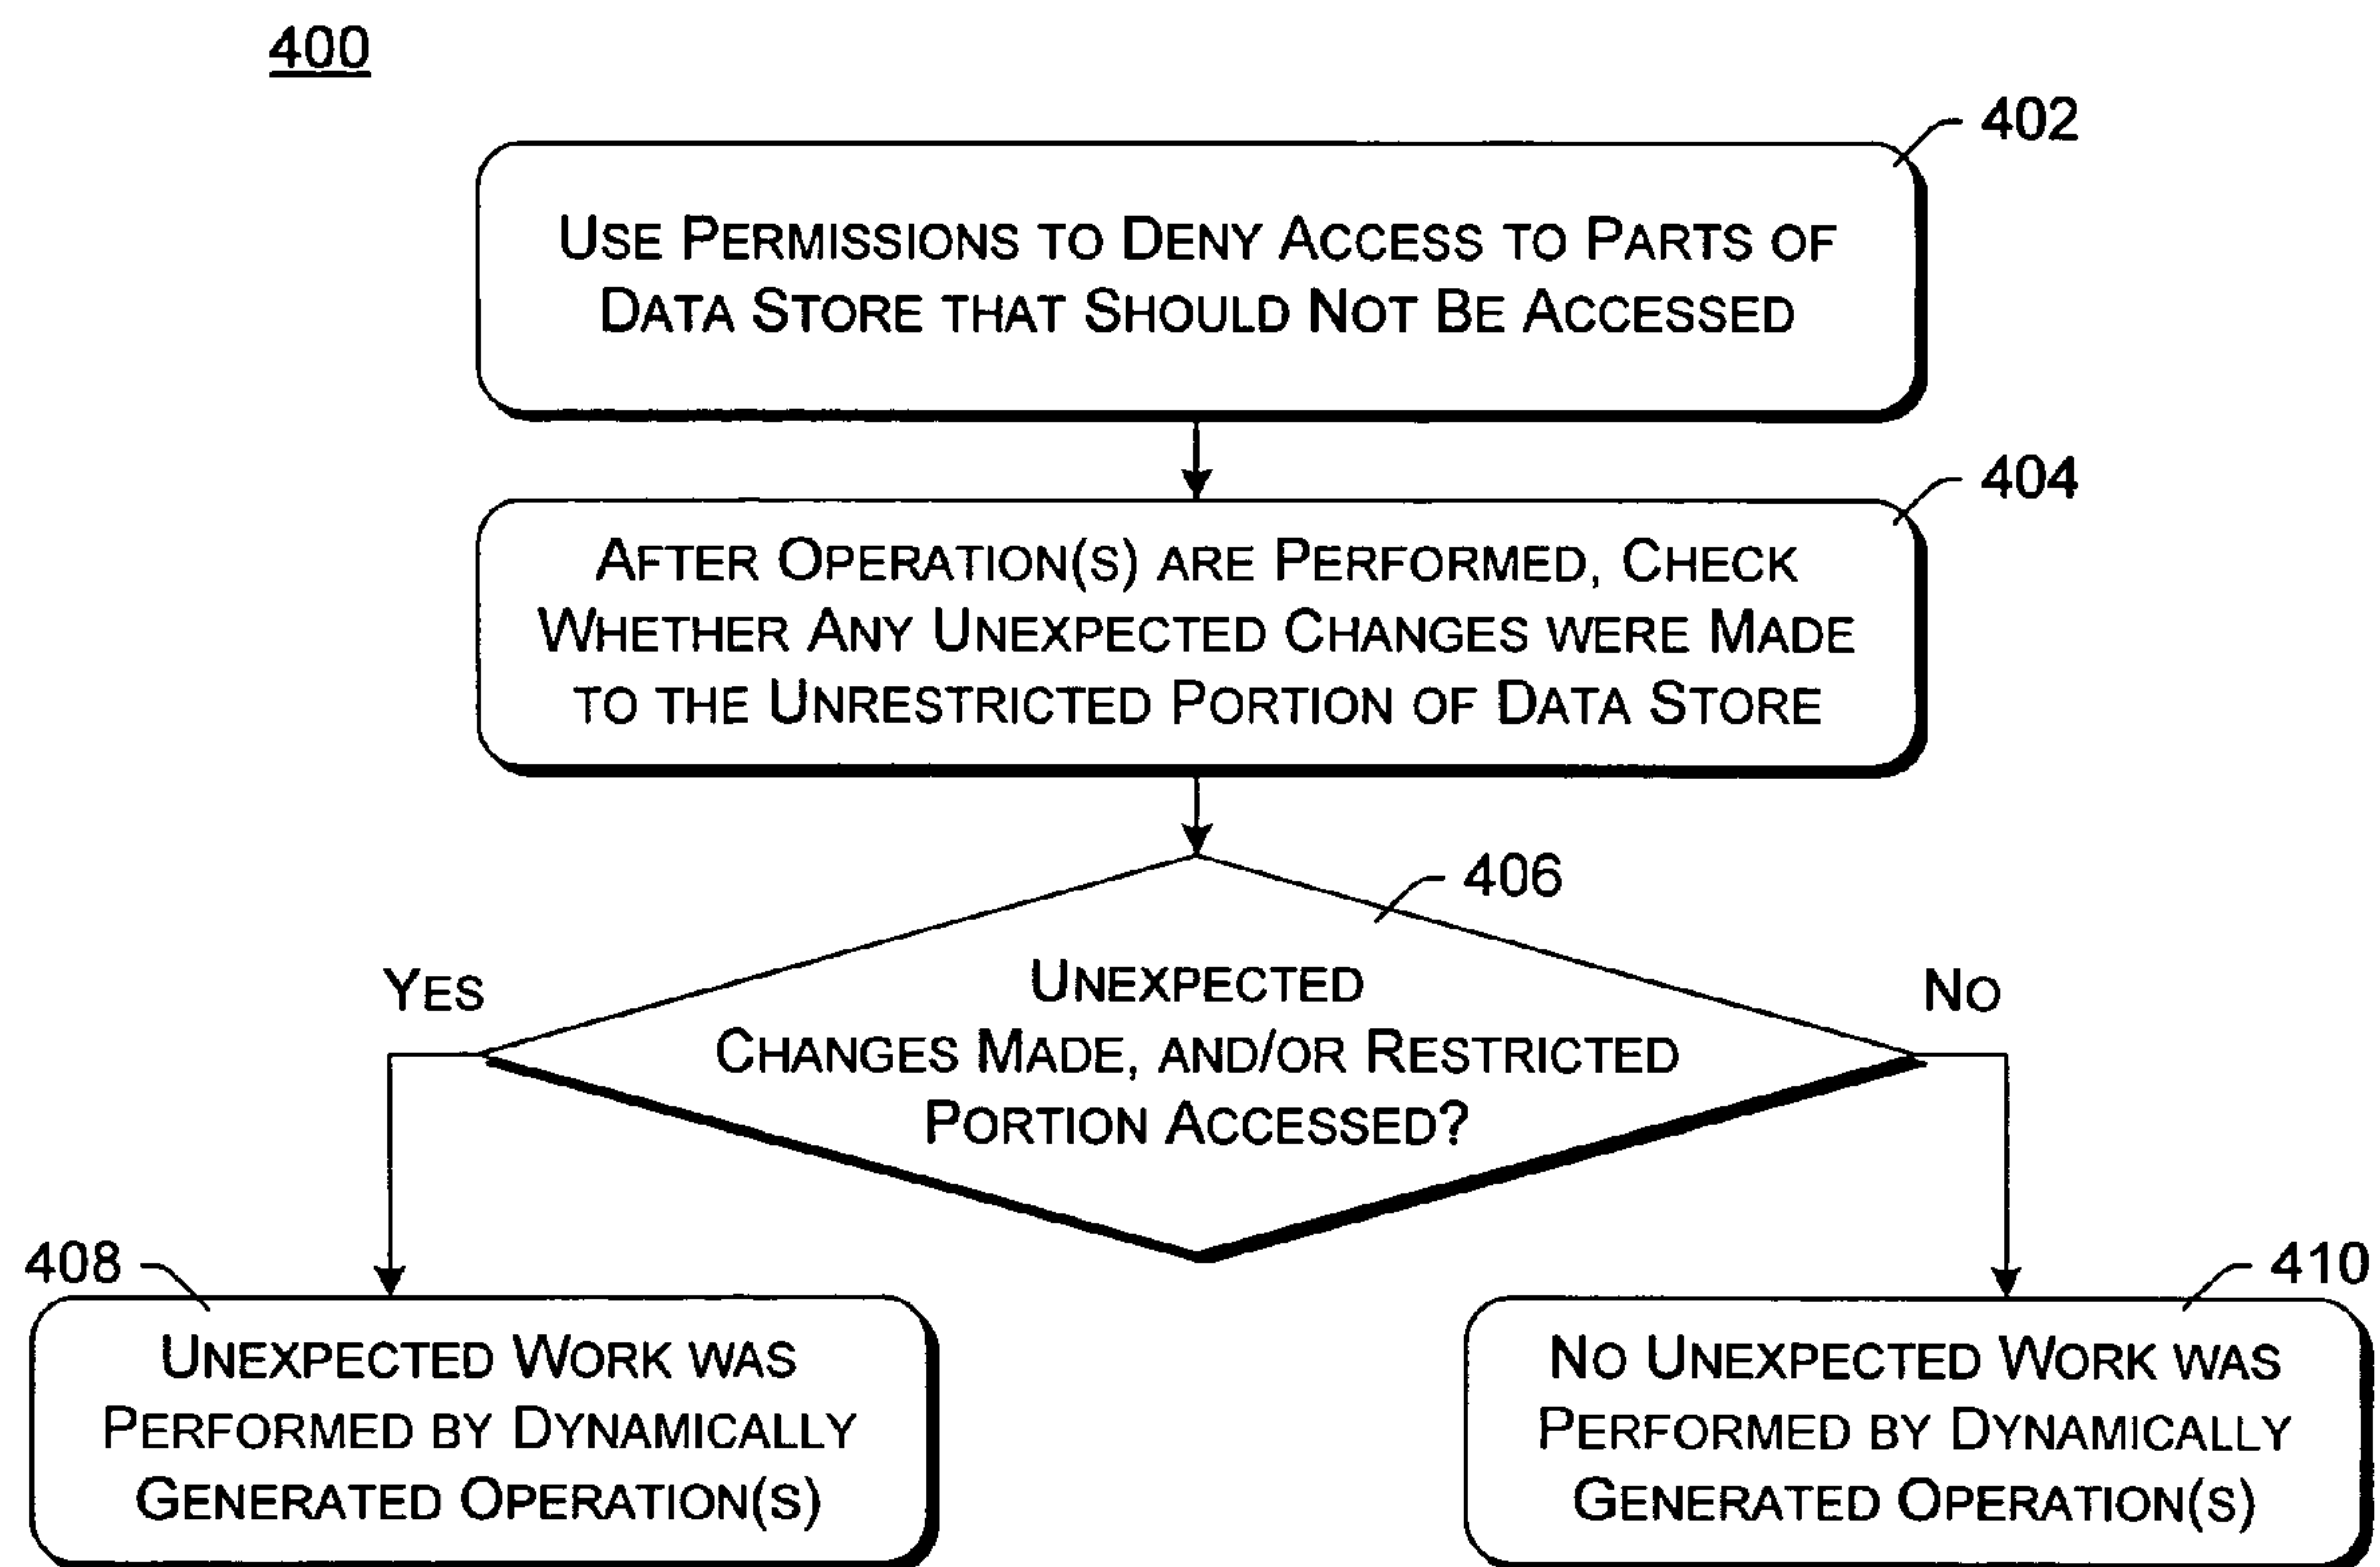 400
402
USE PERMISSIONS TO DENY ACCESS TO PARTS OF
DATA STORE THAT SHOULD NOT BE ACCESSED
404
AFTER OPERATION(S) ARE PERFORMED, CHECK
WHETHER ANY UNEXPECTED CHANGES WERE MADE
TO THE UNRESTRICTED PORTION OF DATA STORE
406
UNEXPECTED
CHANGES MADE, AND/OR RESTRICTED
PORTION ACCESSED?
YES
NO
408
UNEXPECTED WORK WAS
PERFORMED BY DYNAMICALLY
GENERATED OPERATION(S)
410
NO UNEXPECTED WORK WAS
PERFORMED BY DYNAMICALLY
GENERATED OPERATION(S)